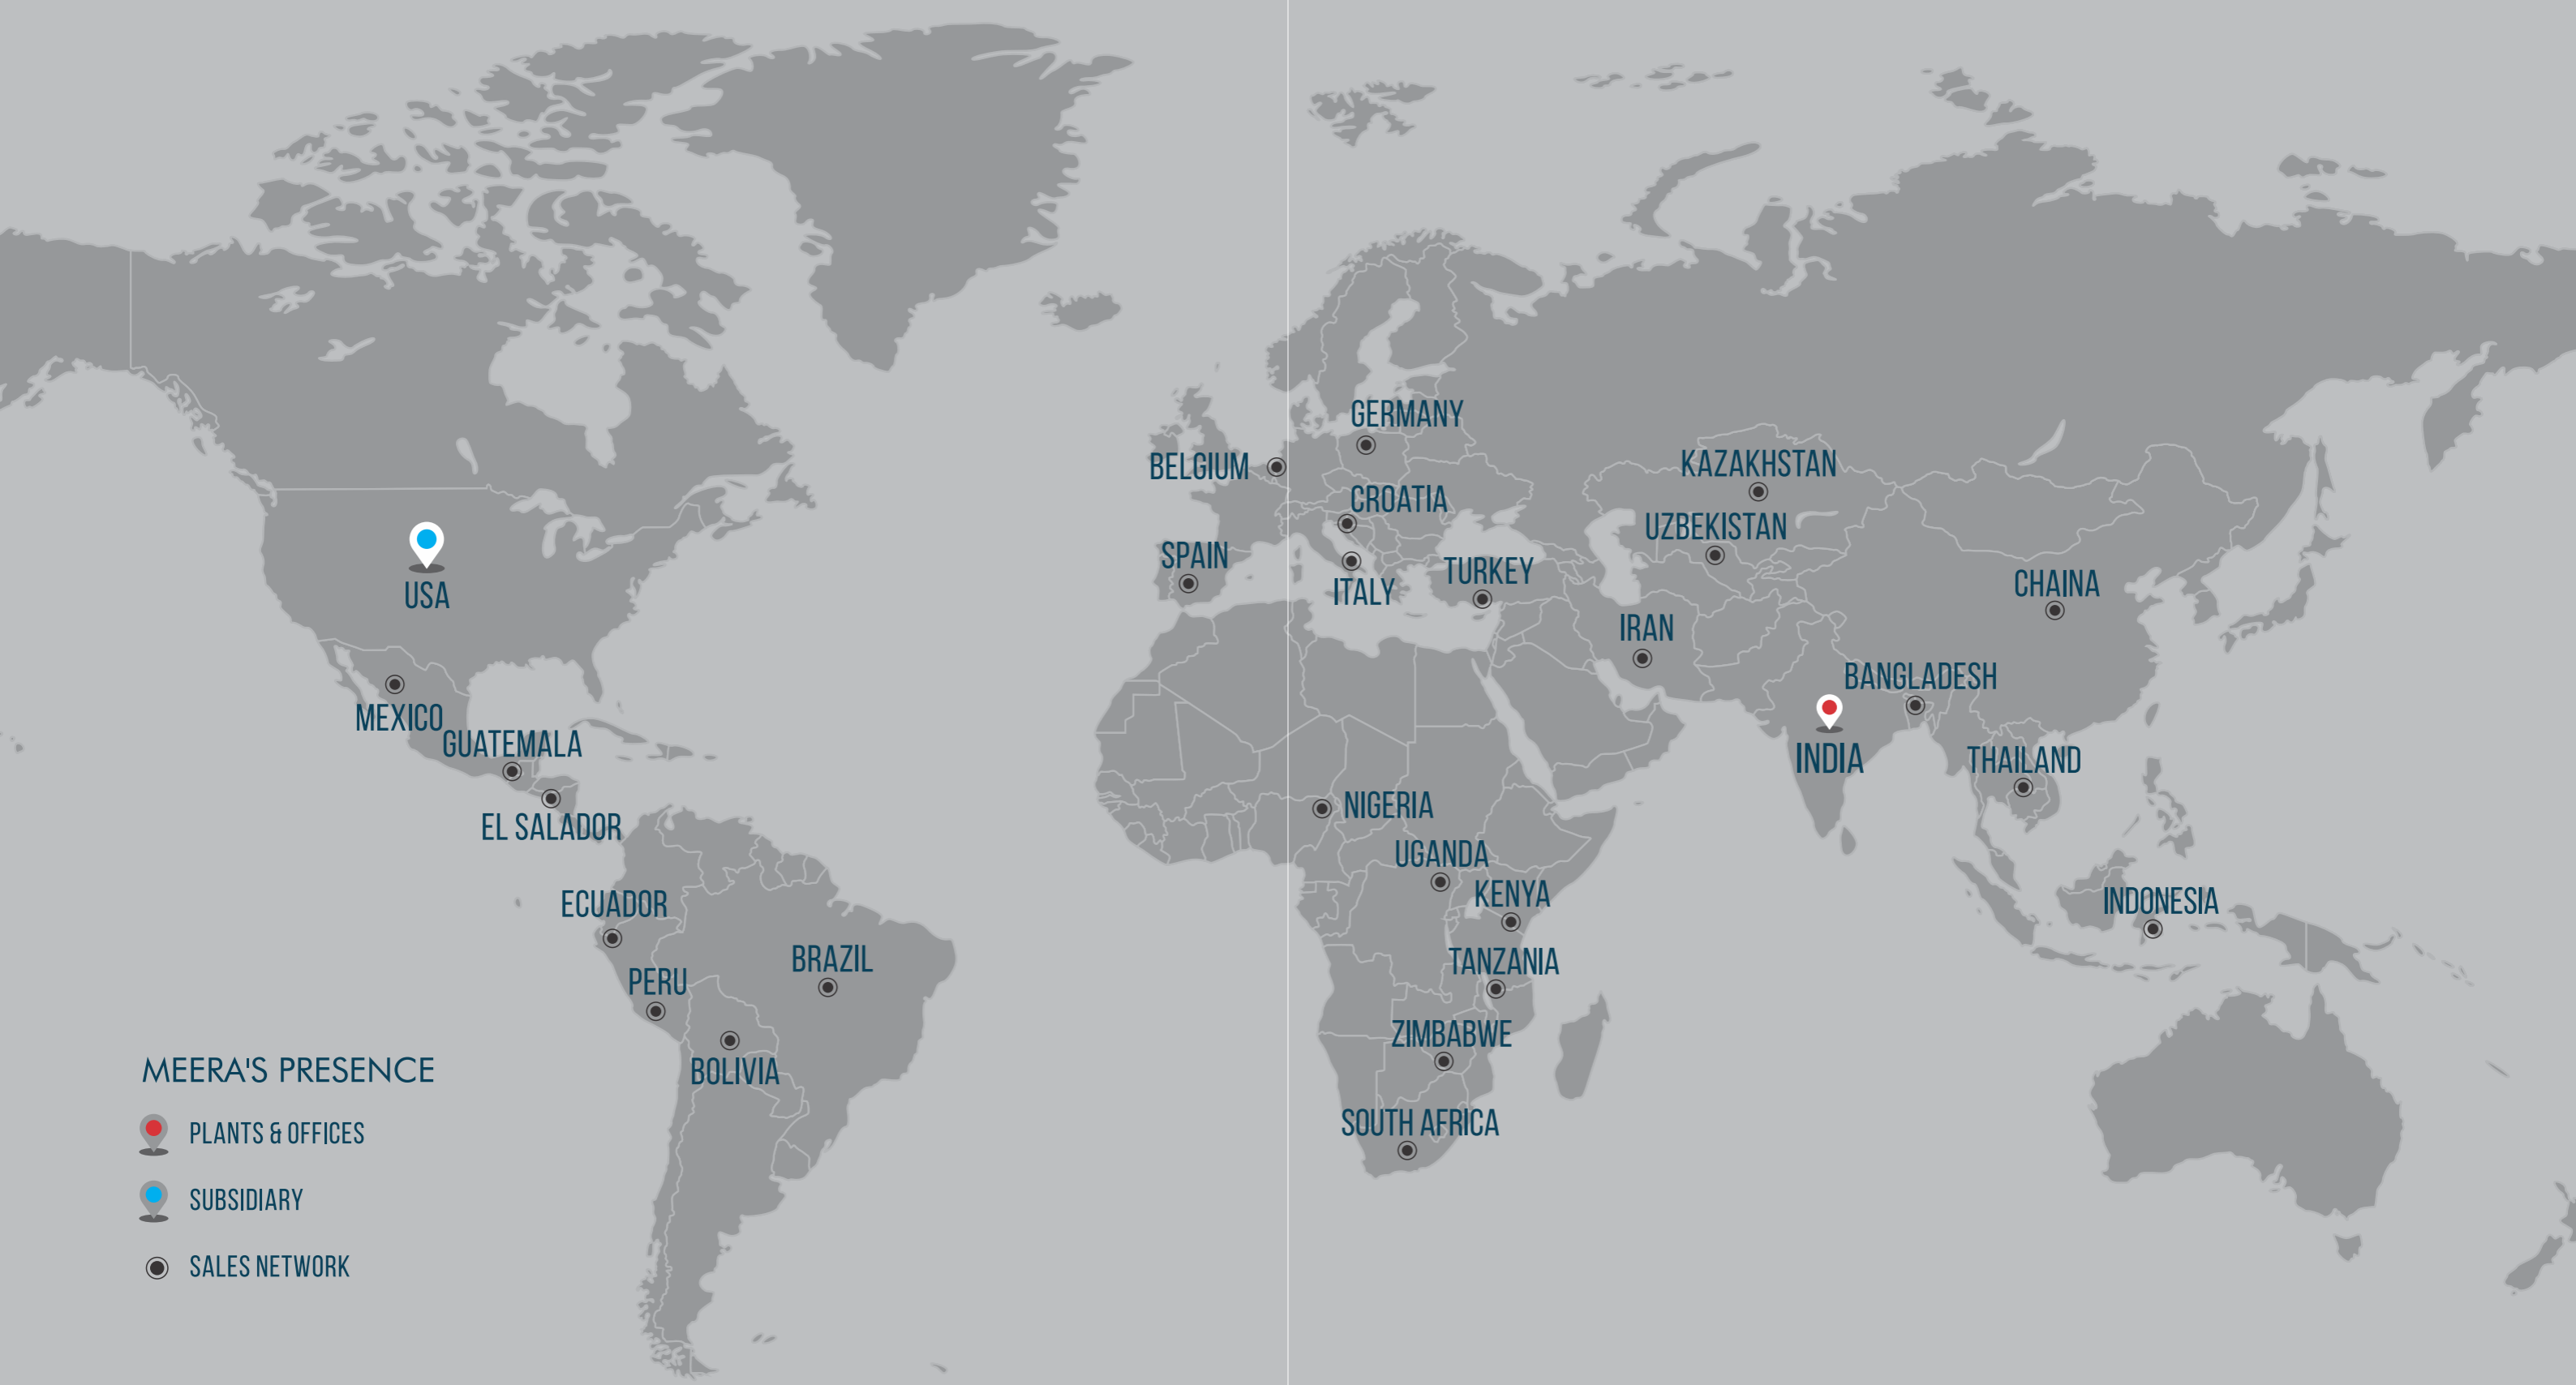 GERMANY
BELGIUM
KAZAKHSTAN
CROATIA
UZBEKISTAN
SPAIN
TURKEY
ITALY
USA
CHAINA
IRAN
BANGLADESH
MEXICO
GUATEMALA
INDIA
THAILAND
NIGERIA
EL SALADOR
UGANDA
KENYA
ECUADOR
INDONESIA
BRAZIL
TANZANIA
PERU
ZIMBABWE
BOLIVIA
SOUTH AFRICA
MEERA'S PRESENCE
PLANTS & OFFICES
SUBSIDIARY
SALES NETWORK